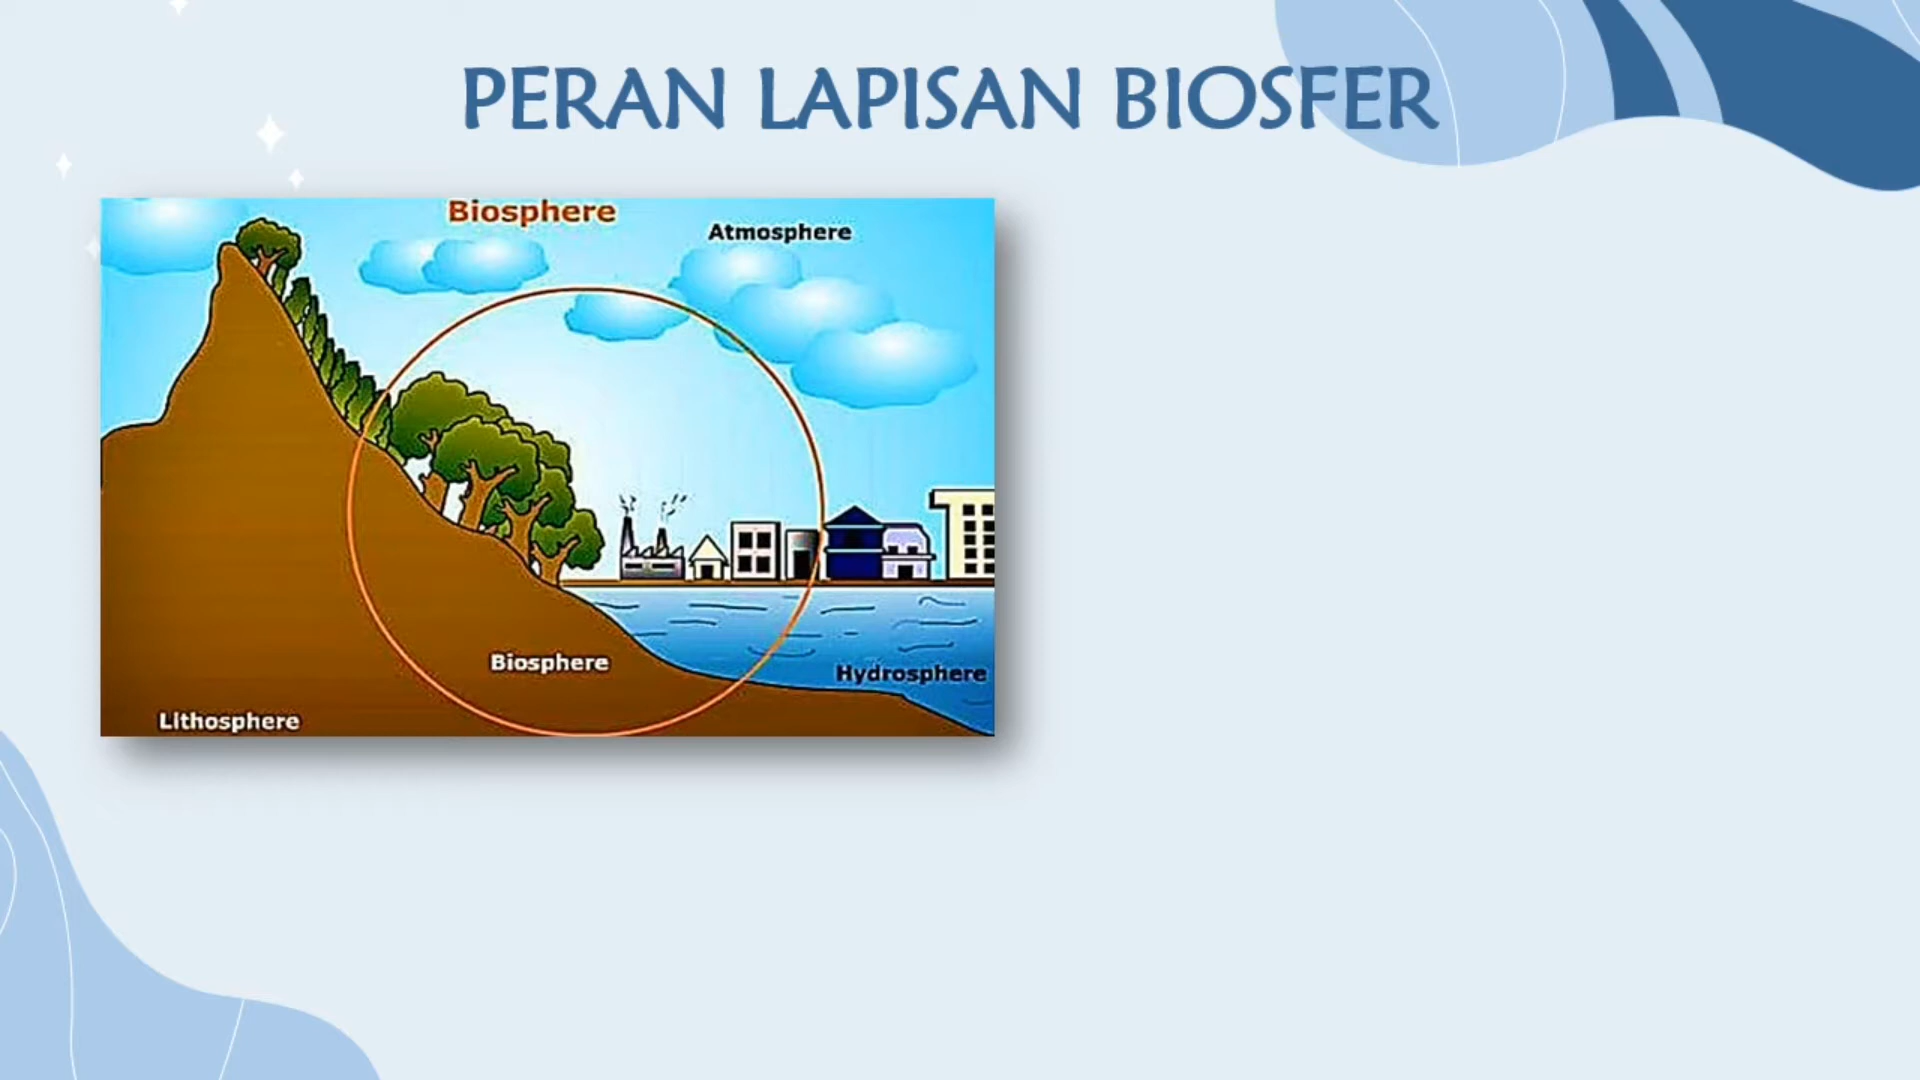 PERAN LAPISAN BIOSFER
Biosphere
Atmosphere
Biosphere
Hydrosphere
Lithosphere